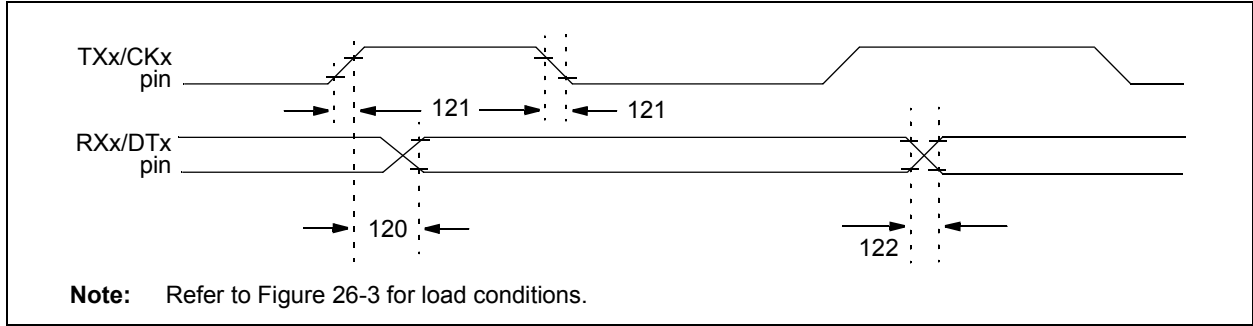 TXx/CKx
pin
121
121
RXx/DTx
pin
120
122
Note: Refer to Figure 26-3 for load conditions.